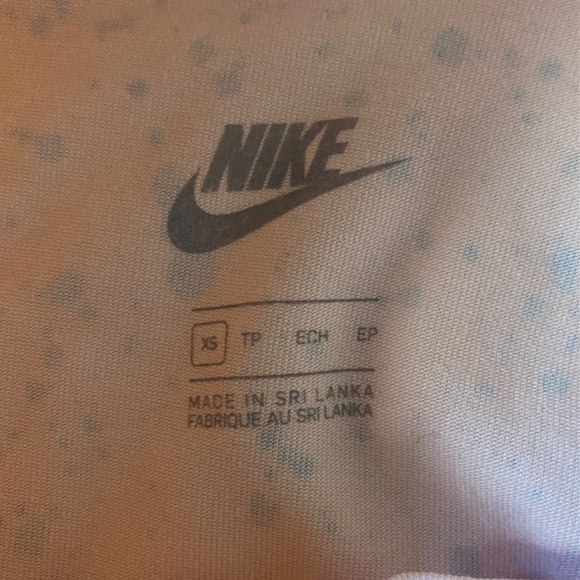 NIKE
XS TP ECH EP
MADE IN SRI LANKA
FABRIQUE AU SRI LANKA